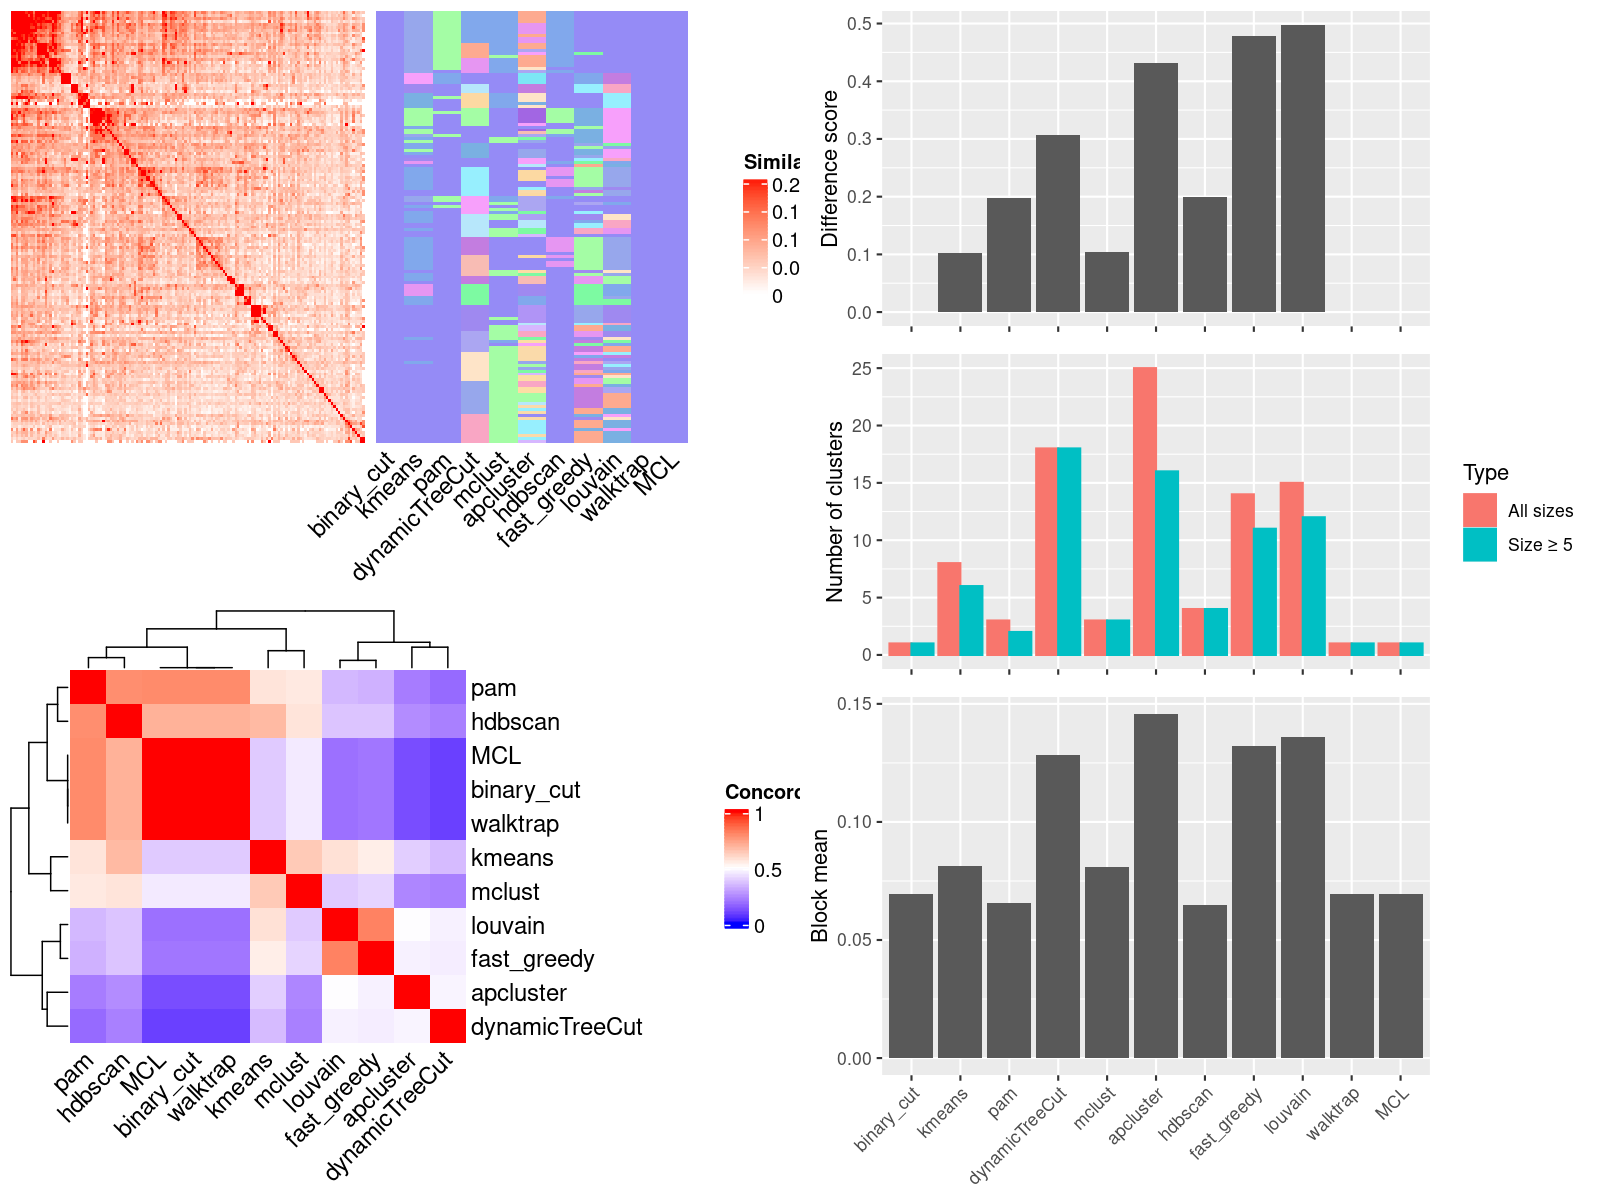 Simila
0.2
0.1
0.1
0.0
0
binary_cut
kmeans
pam
dynamicTreeCut
mclust
apcluster
hdbscan
fast_greedy
louvain
walktrap
MCL
pam
hdbscan
MCL
binary_cut
walktrap
kmeans
mclust
louvain
fast_greedy
apcluster
dynamicTreeCut
pam
hdbscan
MCL
binary_cut
walktrap
kmeans
mclust
louvain
fast_greedy
apcluster
dynamicTreeCut
Concord
1
0.5
0
Difference score
0.5
0.4
0.3
0.2
0.1
0.0
Number of clusters
25
20
15
10
5
0
Type
All sizes
Size ≥ 5
Block mean
0.15
0.10
0.05
0.00
binary_cut
kmeans
pam
dynamicTreeCut
mclust
apcluster
hdbscan
fast_greedy
louvain
walktrap
MCL